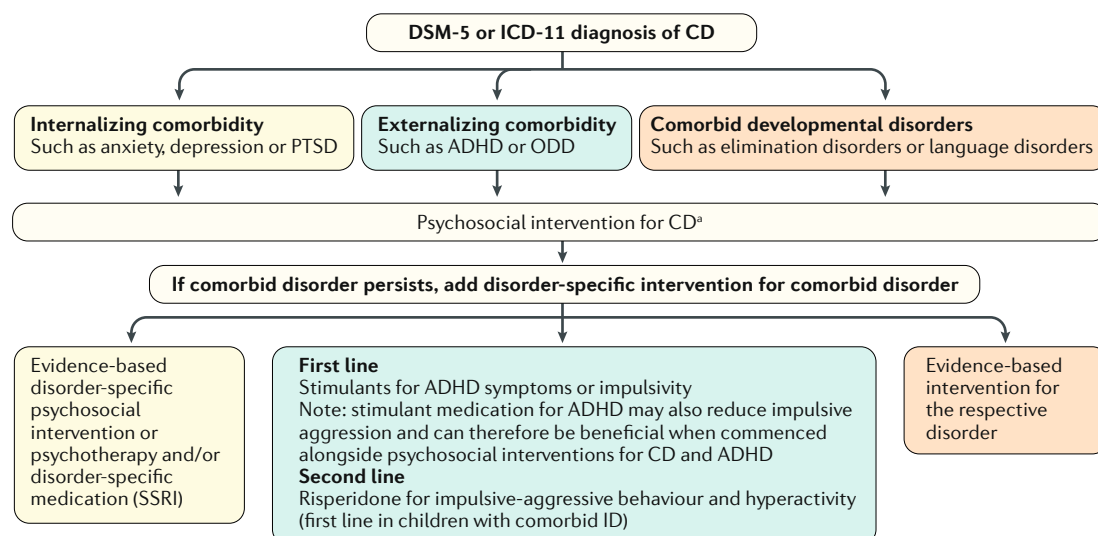 DSM-5 or ICD-11 diagnosis of CD
Internalizing comorbidity
Such as anxiety, depression or PTSD
Externalizing comorbidity
Such as ADHD or ODD
Comorbid developmental disorders
Such as elimination disorders or language disorders
Psychosocial intervention for CDᵃ
If comorbid disorder persists, add disorder-specific intervention for comorbid disorder
Evidence-based
disorder-specific
psychosocial
intervention or
psychotherapy and/or
disorder-specific
medication (SSRI)
First line
Stimulants for ADHD symptoms or impulsivity
Note: stimulant medication for ADHD may also reduce impulsive
aggression and can therefore be beneficial when commenced
alongside psychosocial interventions for CD and ADHD
Second line
Risperidone for impulsive-aggressive behaviour and hyperactivity
(first line in children with comorbid ID)
Evidence-based
intervention for
the respective
disorder